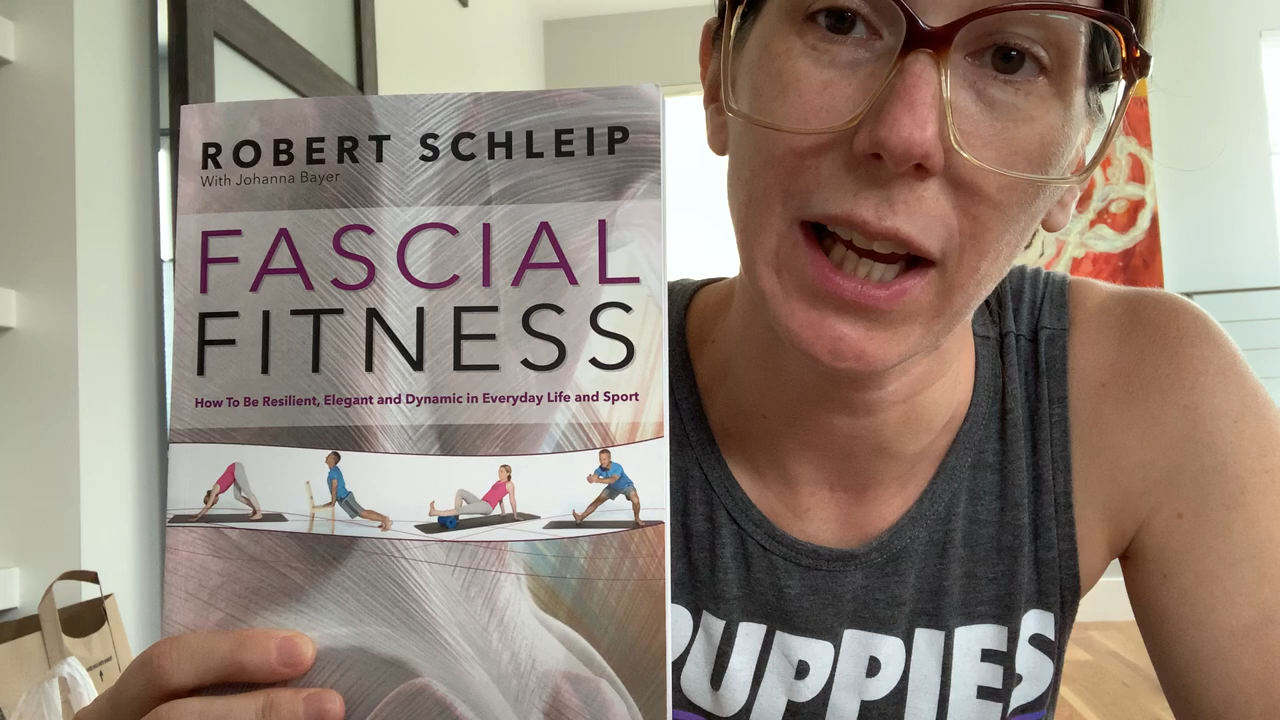 ROBERT SCHLEIP
With Johanna Bayer
FASCIAL
FITNESS
How To Be Resilient, Elegant and Dynamic in Everyday Life and Sport
PUPPIES